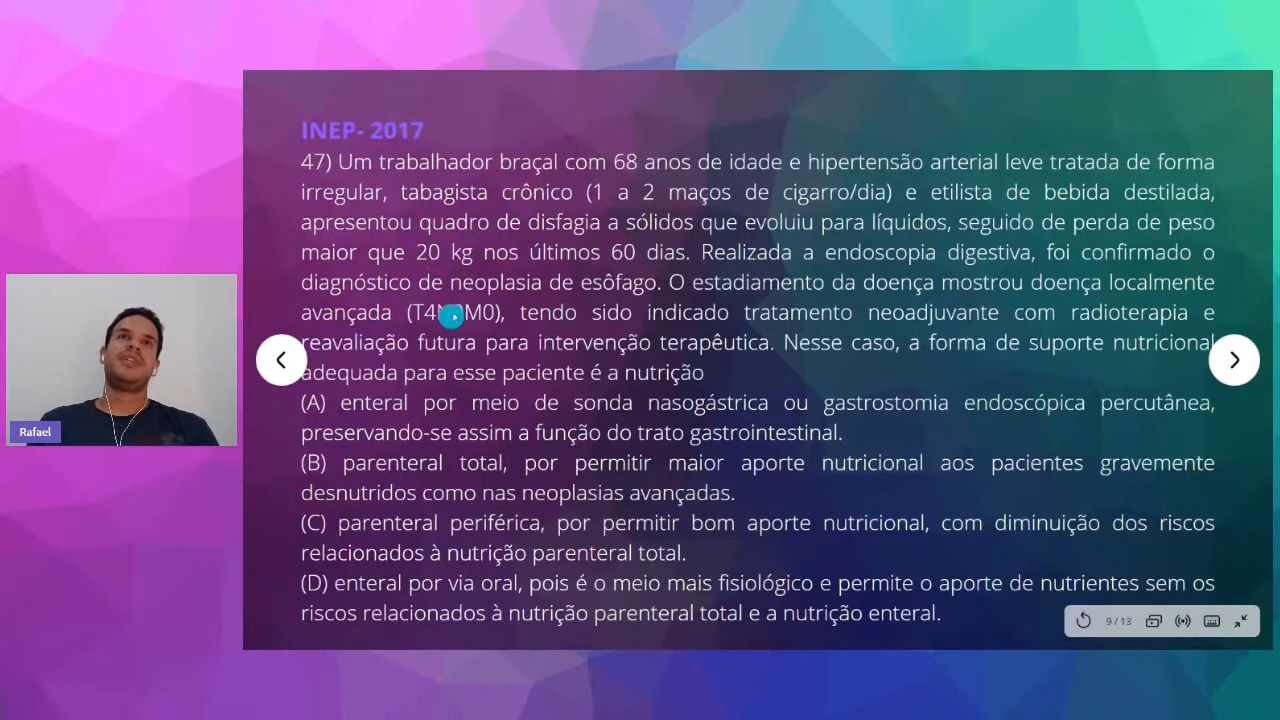 INEP- 2017
47) Um trabalhador braçal com 68 anos de idade e hipertensão arterial leve tratada de forma
irregular, tabagista crônico (1 a 2 maços de cigarro/dia) e etilista de bebida destilada,
apresentou quadro de disfagia a sólidos que evoluiu para líquidos, seguido de perda de peso
maior que 20 kg nos últimos 60 dias. Realizada a endoscopia digestiva, foi confirmado o
diagnóstico de neoplasia de esôfago. O estadiamento da doença mostrou doença localmente
avançada tendo sido indicado tratamento neoadjuvante com radioterapia e
reavaliação futura para intervenção terapêutica. Nesse caso, a forma de suporte nutricional
adequada para esse paciente é a nutrição
(A) enteral por meio de sonda nasogástrica ou gastrostomia endoscópica percutânea,
preservando-se assim a função do trato gastrointestinal.
(B) parenteral total, por permitir maior aporte nutricional aos pacientes gravemente
desnutridos como nas neoplasias avançadas.
(C) parenteral periférica, por permitir bom aporte nutricional, com diminuição dos riscos
relacionados à nutrição parenteral total.
(D) enteral por via oral, pois é o meio mais fisiológico e permite o aporte de nutrientes sem os
riscos relacionados à nutrição parenteral total e a nutrição enteral.
Rafael
9 / 13